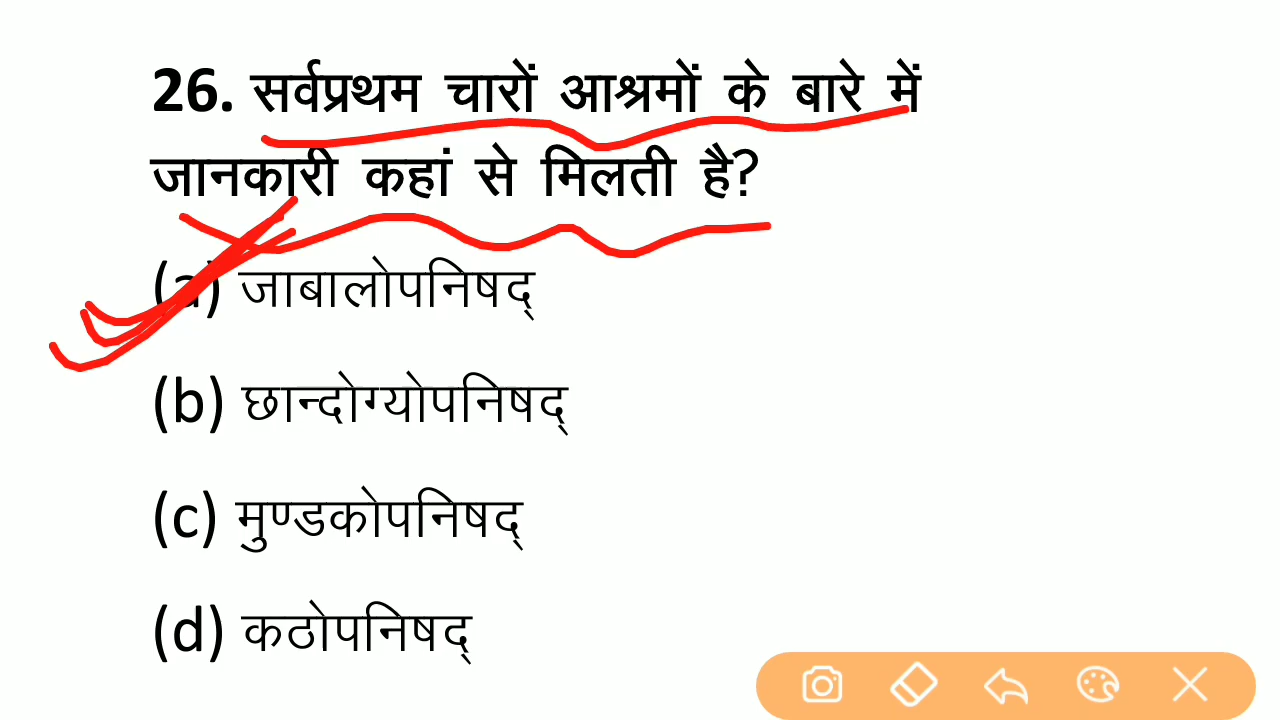 26. सर्वप्रथम चारों आश्रमों के बारे में
जानकारी कहां से मिलती है?
(a) जाबालोपनिषद्
(b) छान्दोग्योपनिषद्
(c) मुण्डकोपनिषद्
(d) कठोपनिषद्